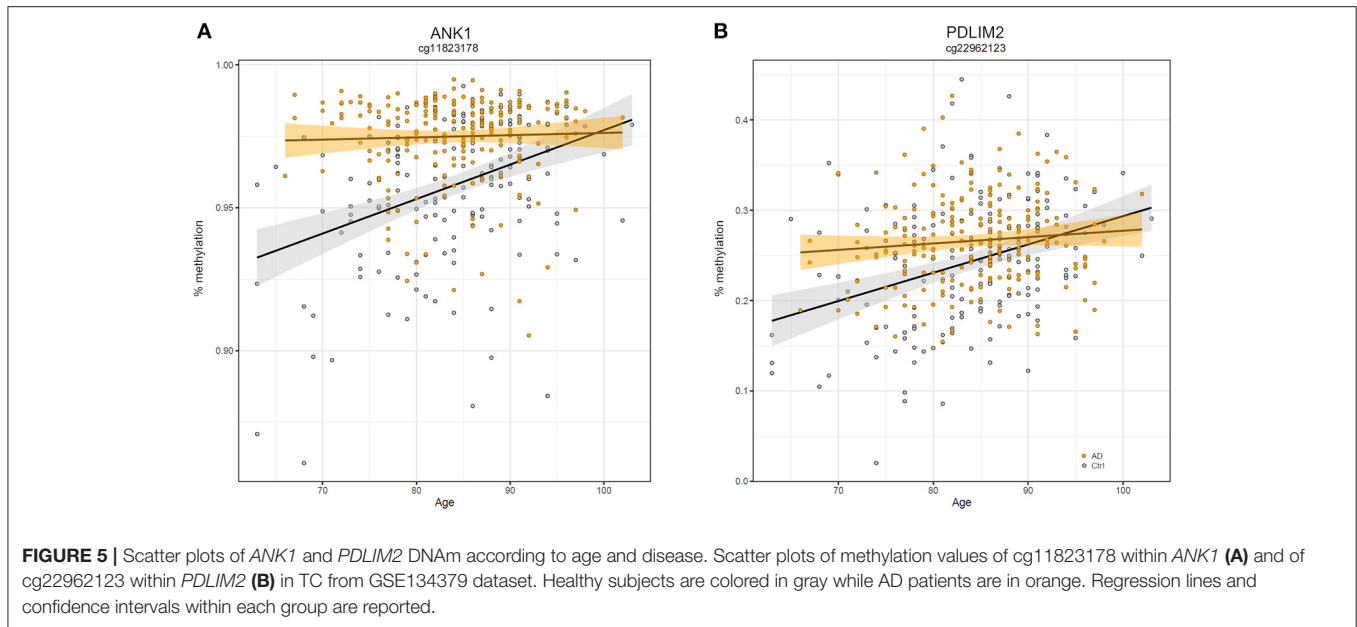 A
ANK1
cg11823178
1.00
0.95
0.90
% methylation
70
80
90
100
Age
B
PDLIM2
cg22962123
0.4
0.3
0.2
0.1
0.0
% methylation
70
80
90
100
Age
AD
Ctrl
FIGURE 5 | Scatter plots of ANK1 and PDLIM2 DNAm according to age and disease. Scatter plots of methylation values of cg11823178 within ANK1 (A) and of
cg22962123 within PDLIM2 (B) in TC from GSE134379 dataset. Healthy subjects are colored in gray while AD patients are in orange. Regression lines and
confidence intervals within each group are reported.